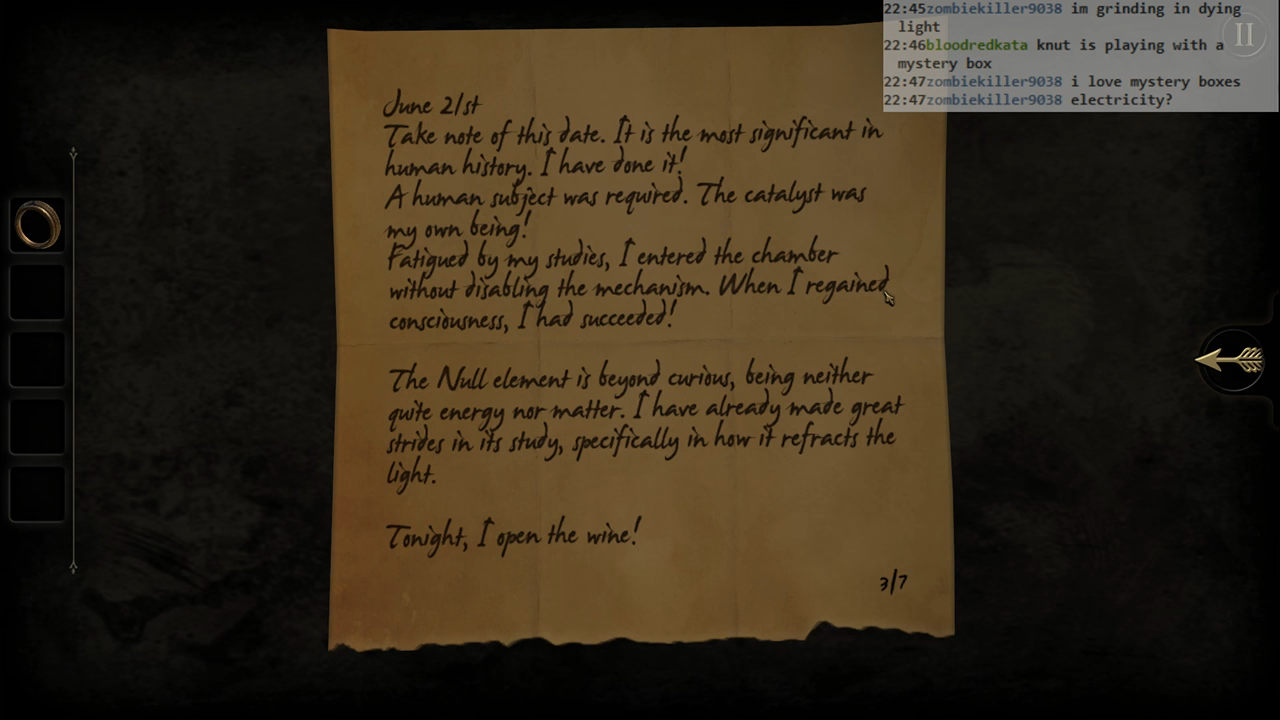 22:45zombiekiller9038 im grinding in dying
light
22:46bloodredkata knut is playing with a
mystery box
22:47zombiekiller9038 i love mystery boxes
22:47zombiekiller9038 electricity?
II
June 21st
Take note of this date. It is the most significant in
human history. I have done it!
A human subject was required. The catalyst was
my own being!
Fatigued by my studies, I entered the chamber
without disabling the mechanism. When I regained
consciousness, I had succeeded!
The Null element is beyond curious, being neither
quite energy nor matter. I have already made great
strides in its study, specifically in how it refracts the
light.
Tonight, I open the wine!
3/7